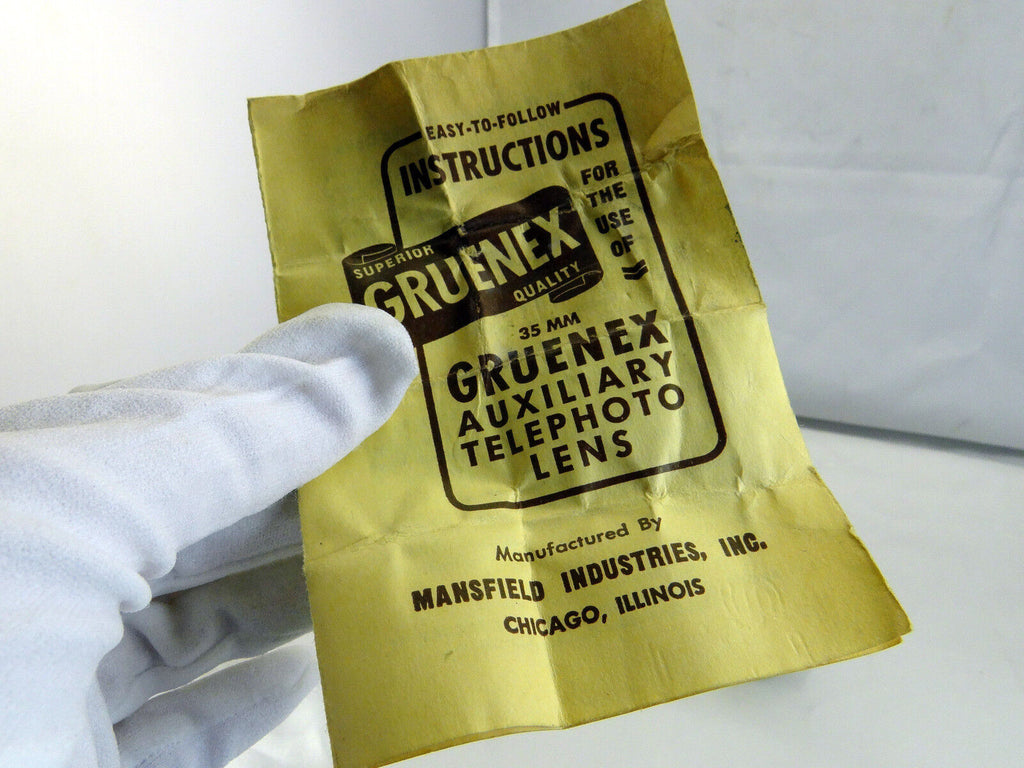 EASY-TO-FOLLOW
INSTRUCTIONS
FOR
THE
USE
OF
SUPERIOR
GRUENEX
QUALITY
35 MM
GRUENEX
AUXILIARY
TELEPHOTO
LENS
Manufactured By
MANSFIELD INDUSTRIES, INC.
CHICAGO, ILLINOIS